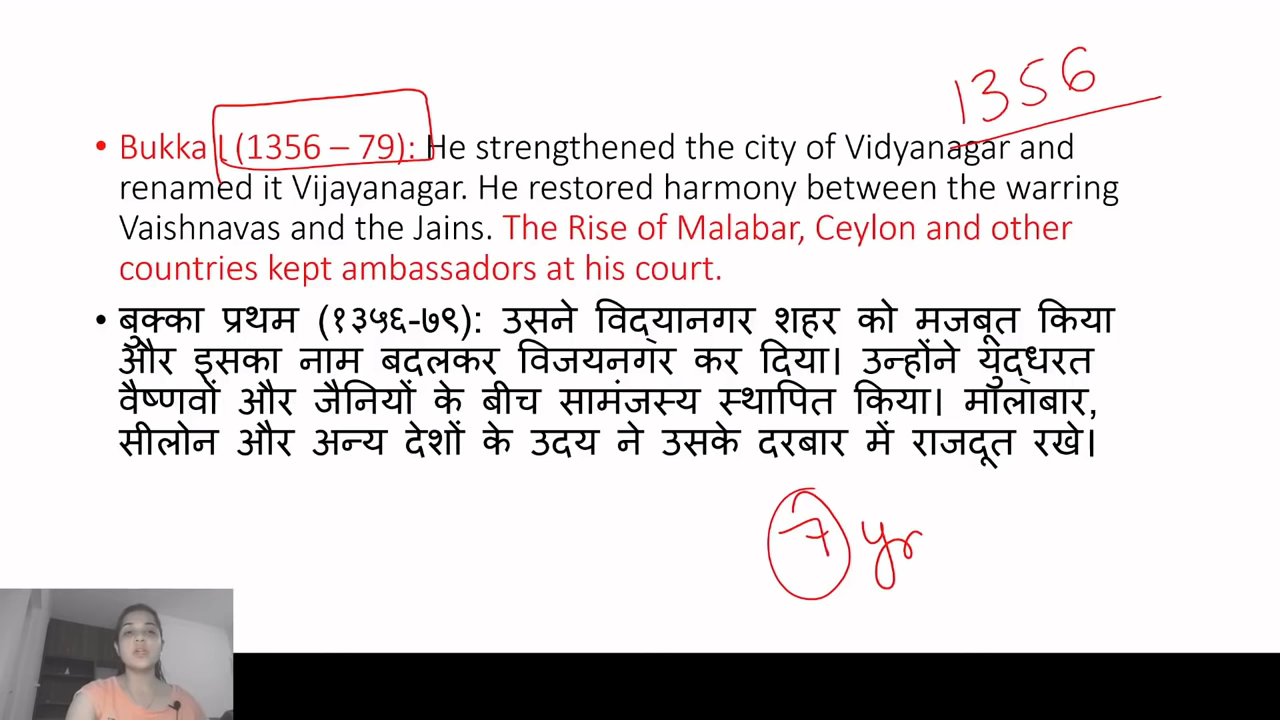 1356
• Bukka I (1356 – 79): He strengthened the city of Vidyanagar and
renamed it Vijayanagar. He restored harmony between the warring
Vaishnavas and the Jains. The Rise of Malabar, Ceylon and other
countries kept ambassadors at his court.
• बुक्का प्रथम (१३५६-७९): उसने विद्यानगर शहर को मजबूत किया
और इसका नाम बदलकर विजयनगर कर दिया। उन्होंने युद्धरत
वैष्णवों और जैनियों के बीच सामंजस्य स्थापित किया। मालाबार,
सीलोन और अन्य देशों के उदय ने उसके दरबार में राजदूत रखे।
7 yr